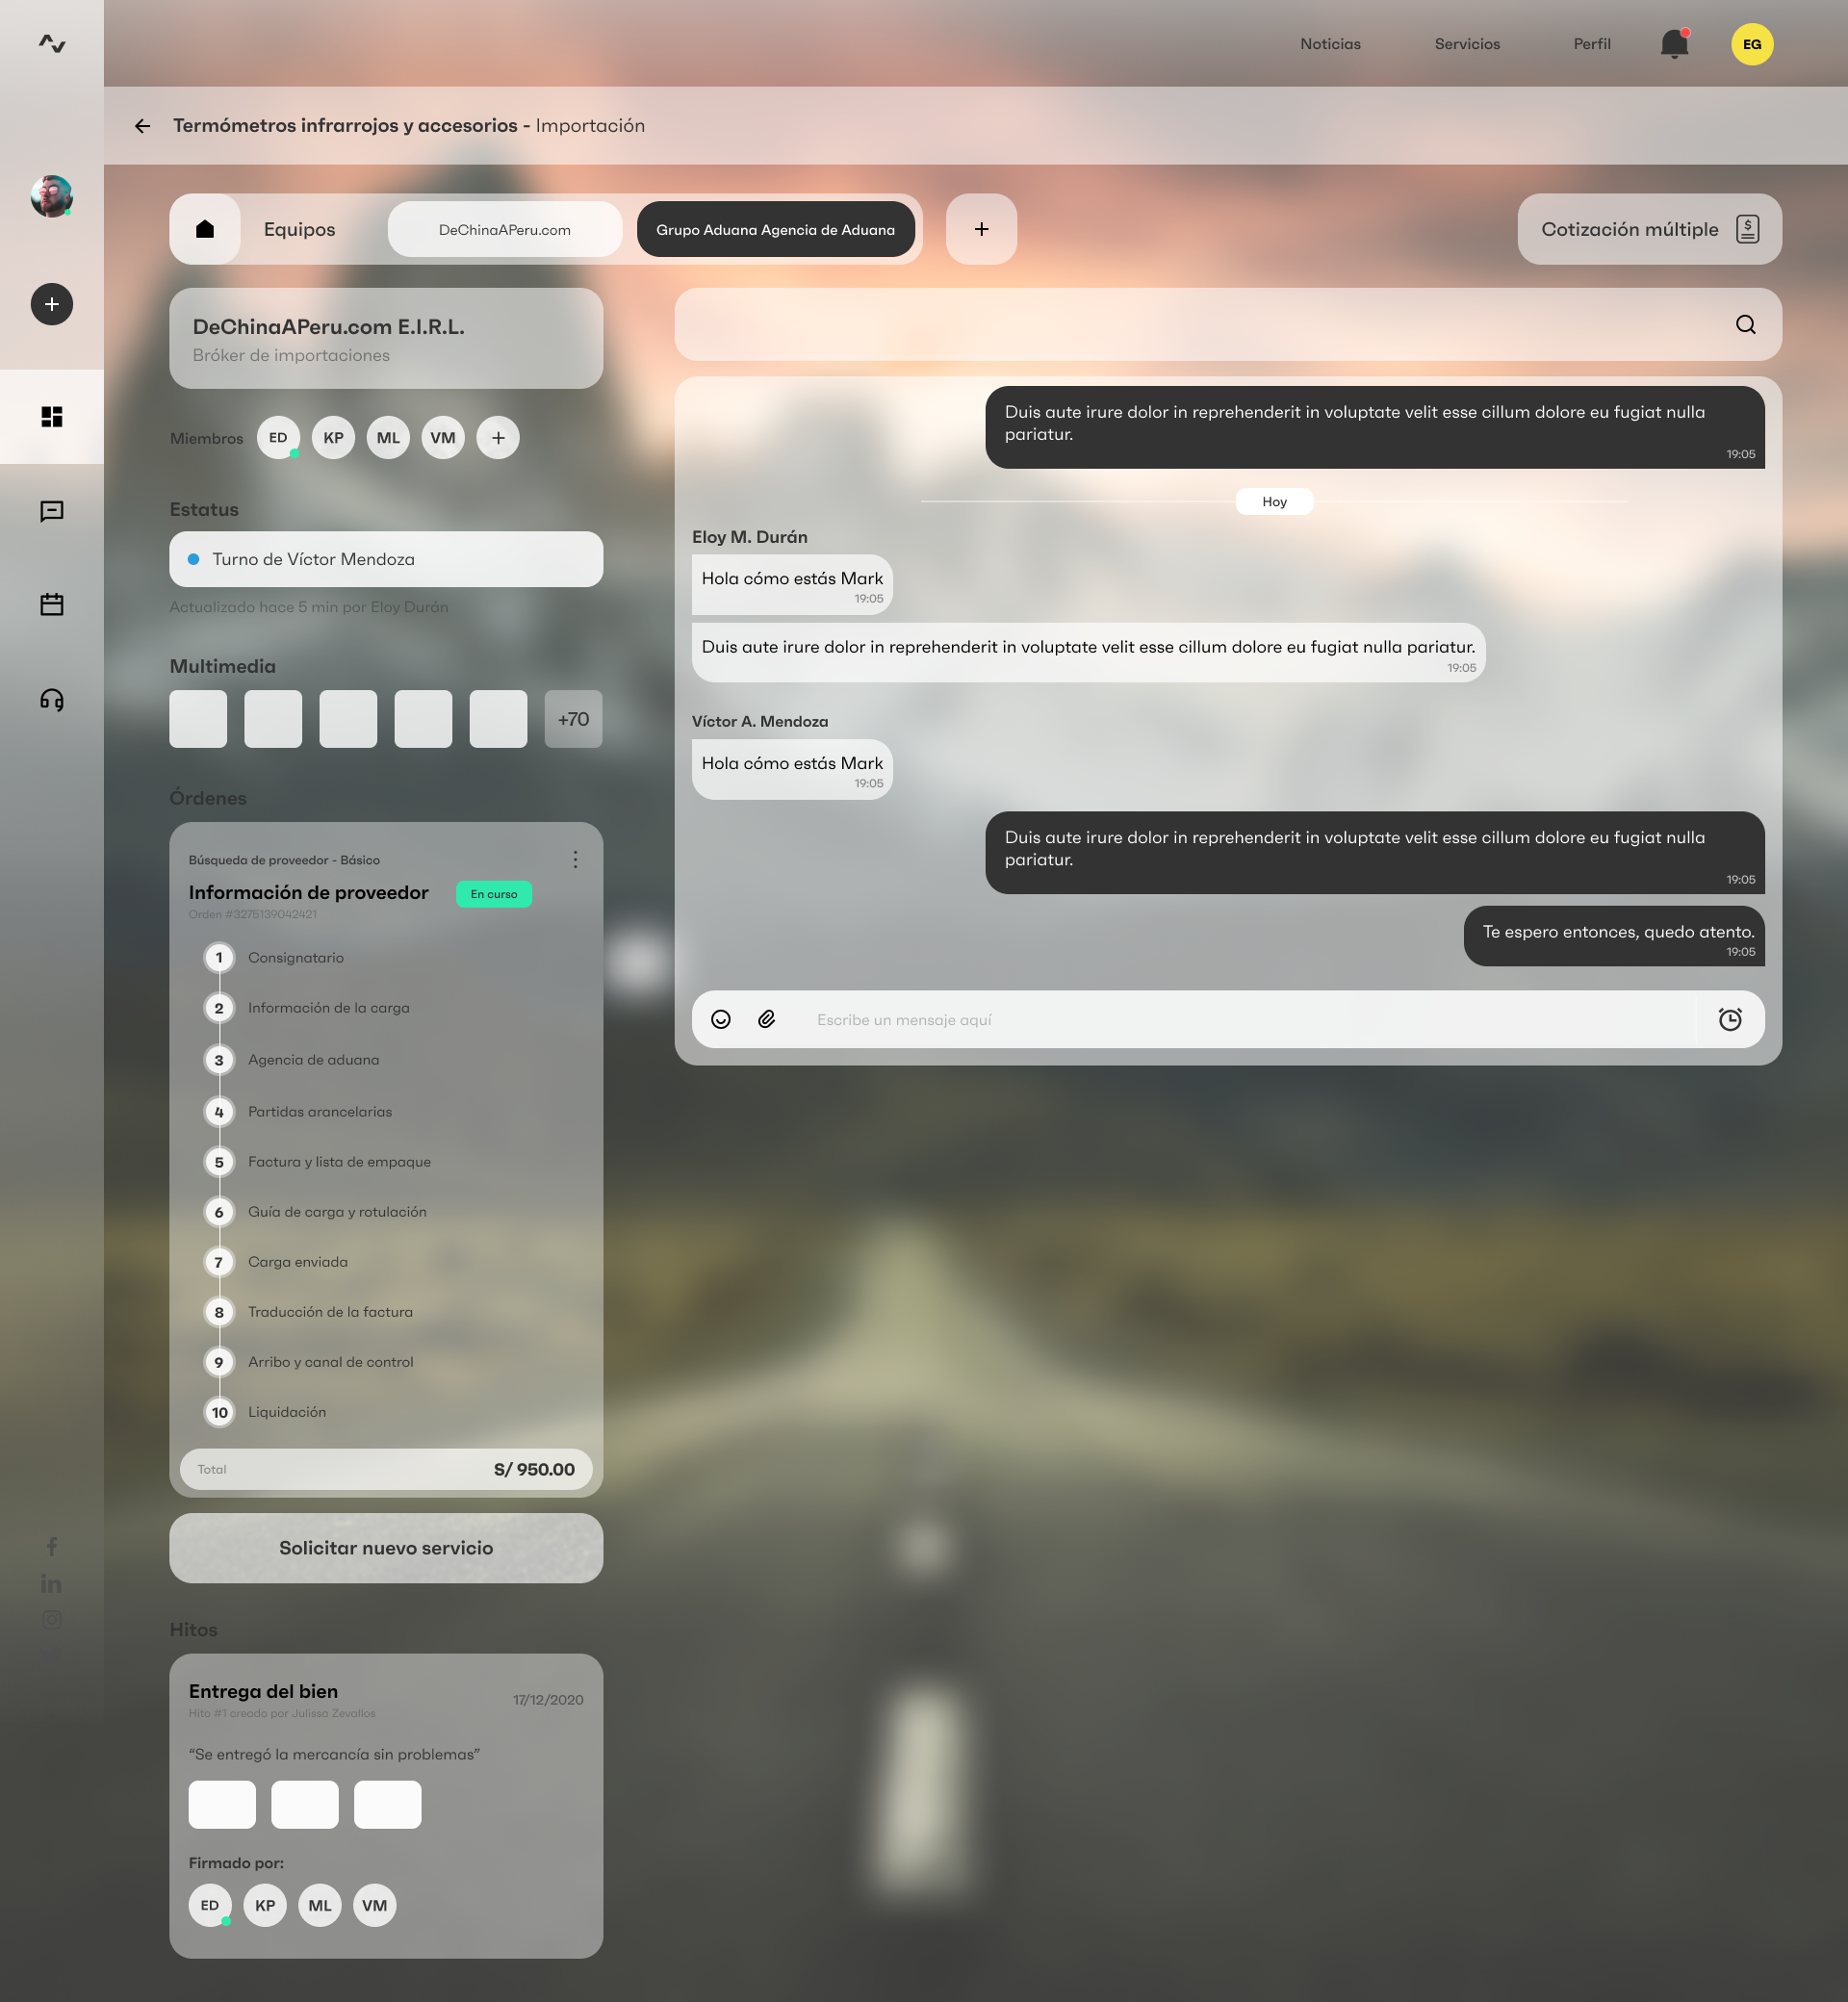 Noticias
Servicios
Perfil
EG
Termómetros infrarrojos y accesorios - Importación
Equipos
DeChinaAPeru.com
Grupo Aduana Agencia de Aduana
Cotización múltiple
DeChinaAPeru.com E.I.R.L.
Bróker de importaciones
Miembros
ED
KP
ML
VM
Estatus
Turno de Víctor Mendoza
Actualizado hace 5 min por Eloy Durán
Multimedia
+70
Órdenes
Búsqueda de proveedor - Básico
Información de proveedor
En curso
Orden #3275139042421
1 Consignatario
2 Información de la carga
3 Agencia de aduana
4 Partidas arancelarias
5 Factura y lista de empaque
6 Guía de carga y rotulación
7 Carga enviada
8 Traducción de la factura
9 Arribo y canal de control
10 Liquidación
Total
S/ 950.00
Solicitar nuevo servicio
Hitos
Entrega del bien
17/12/2020
Hito #1 creado por Julissa Zevallos
“Se entregó la mercancía sin problemas”
Firmado por:
ED
KP
ML
VM
Duis aute irure dolor in reprehenderit in voluptate velit esse cillum dolore eu fugiat nulla
pariatur.
19:05
Hoy
Eloy M. Durán
Hola cómo estás Mark
19:05
Duis aute irure dolor in reprehenderit in voluptate velit esse cillum dolore eu fugiat nulla pariatur.
19:05
Víctor A. Mendoza
Hola cómo estás Mark
19:05
Duis aute irure dolor in reprehenderit in voluptate velit esse cillum dolore eu fugiat nulla
pariatur.
19:05
Te espero entonces, quedo atento.
19:05
Escribe un mensaje aquí